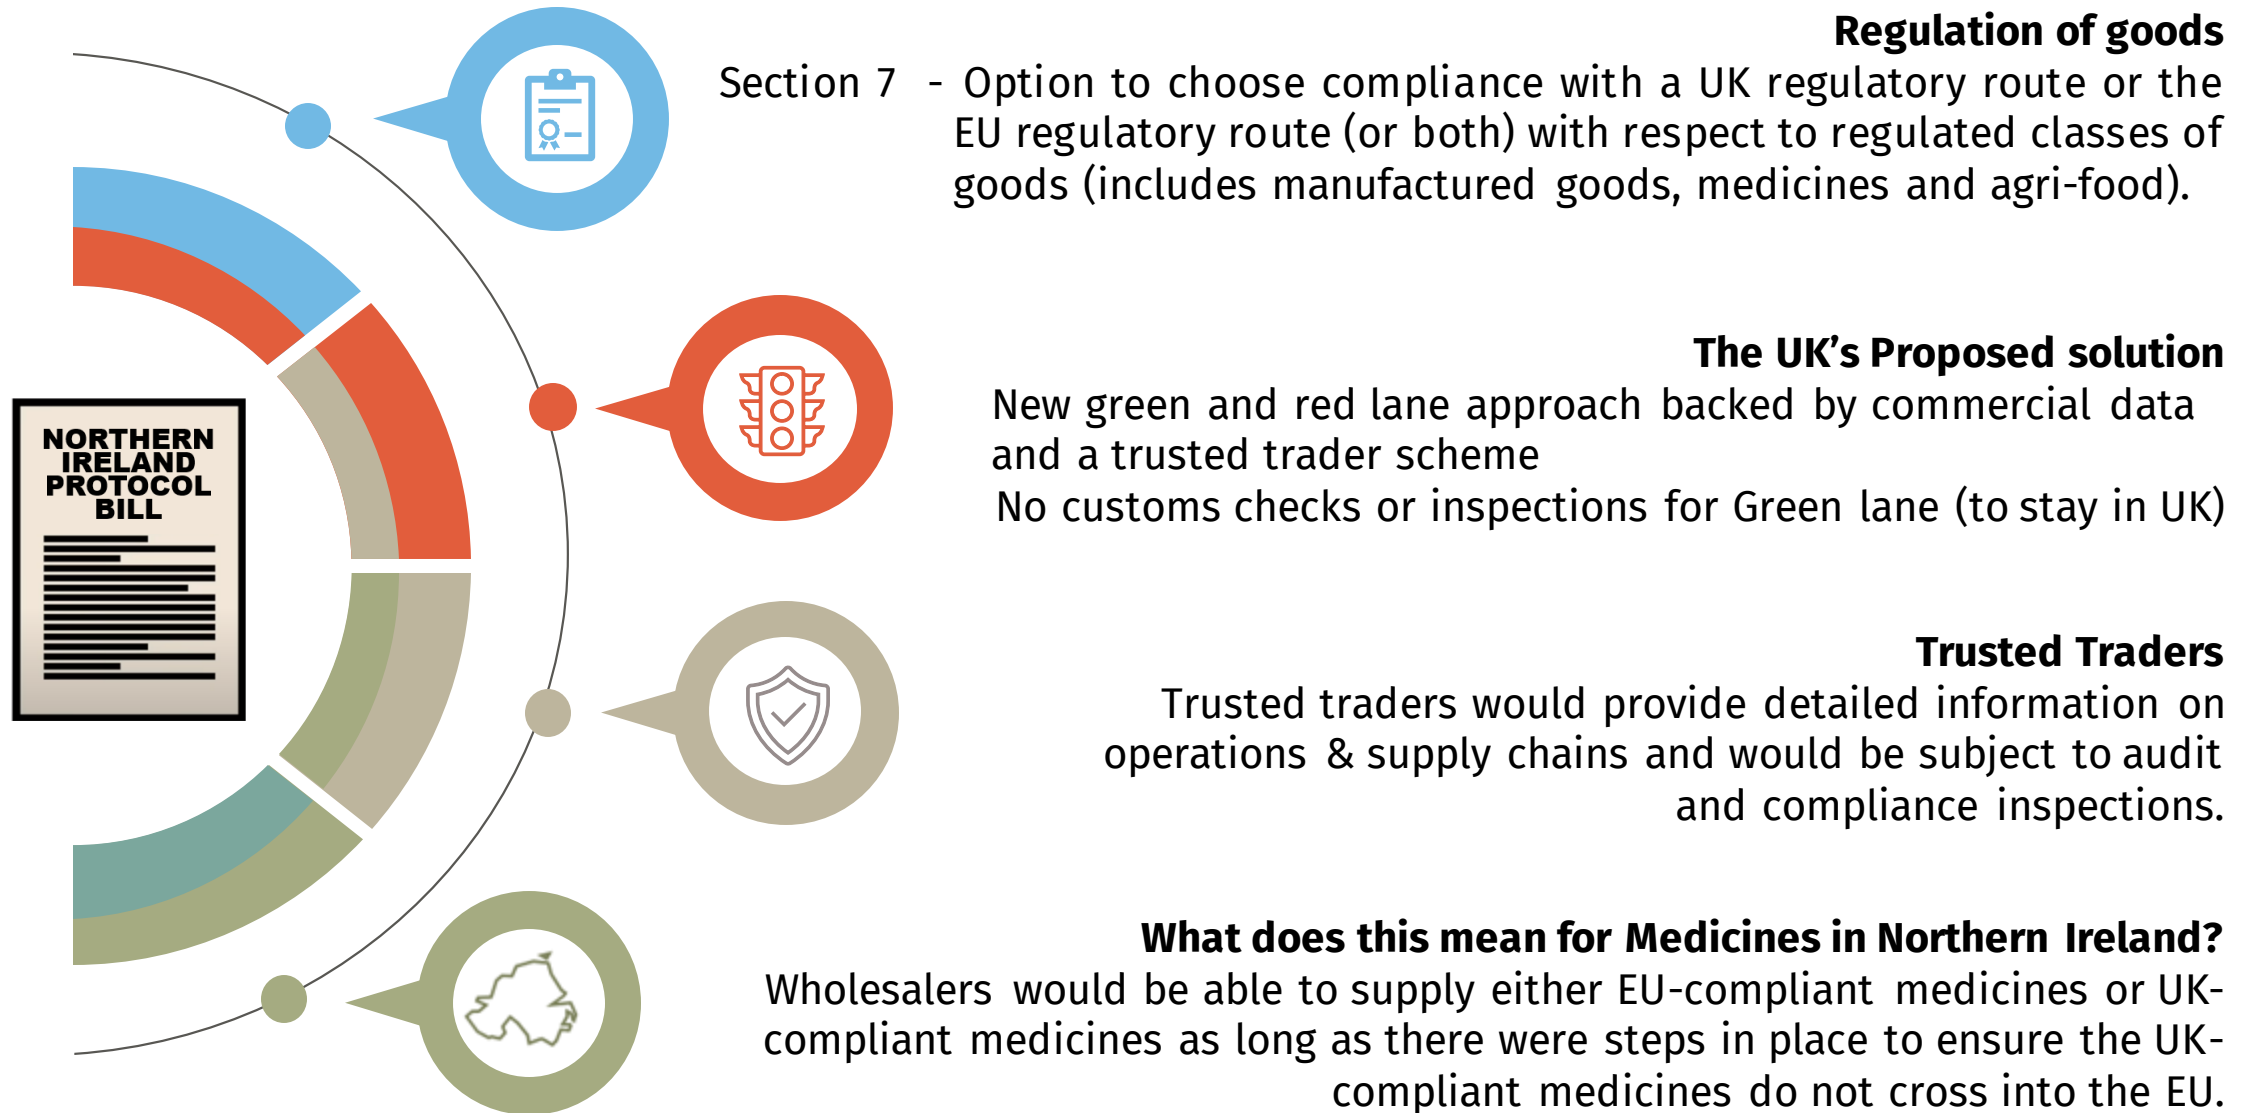 NORTHERN
IRELAND
PROTOCOL
BILL
Regulation of goods
Section 7 - Option to choose compliance with a UK regulatory route or the
EU regulatory route (or both) with respect to regulated classes of
goods (includes manufactured goods, medicines and agri-food).
The UK’s Proposed solution
New green and red lane approach backed by commercial data
and a trusted trader scheme
No customs checks or inspections for Green lane (to stay in UK)
Trusted Traders
Trusted traders would provide detailed information on
operations & supply chains and would be subject to audit
and compliance inspections.
What does this mean for Medicines in Northern Ireland?
Wholesalers would be able to supply either EU-compliant medicines or UK-
compliant medicines as long as there were steps in place to ensure the UK-
compliant medicines do not cross into the EU.